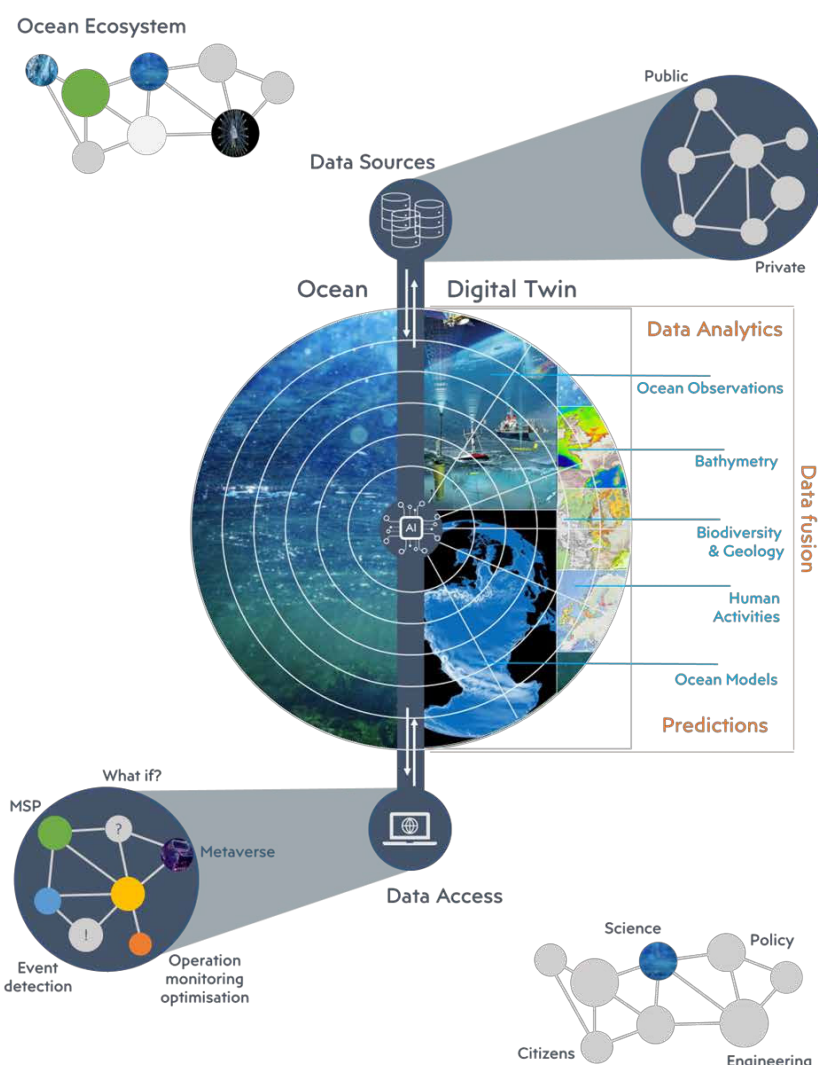 Ocean Ecosystem
Public
Data Sources
Private
Ocean
Digital Twin
Data Analytics
Ocean Observations
Bathymetry
Data fusion
AI
Biodiversity
& Geology
Human
Activities
Ocean Models
Predictions
What if?
MSP
?
Metaverse
!
Event
detection
Operation
monitoring
optimisation
Data Access
Science
Policy
Citizens
Engineering